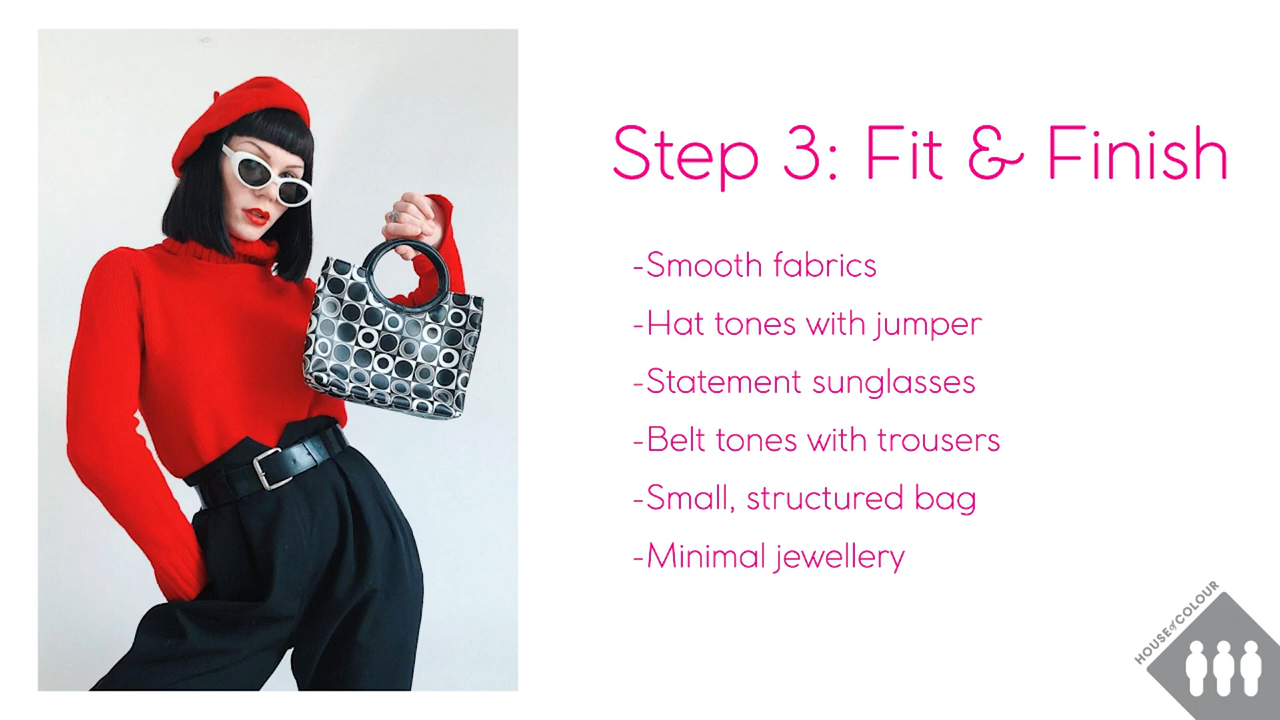 Step 3: Fit & Finish
-Smooth fabrics
-Hat tones with jumper
-Statement sunglasses
-Belt tones with trousers
-Small, structured bag
-Minimal jewellery
HOUSE of COLOUR